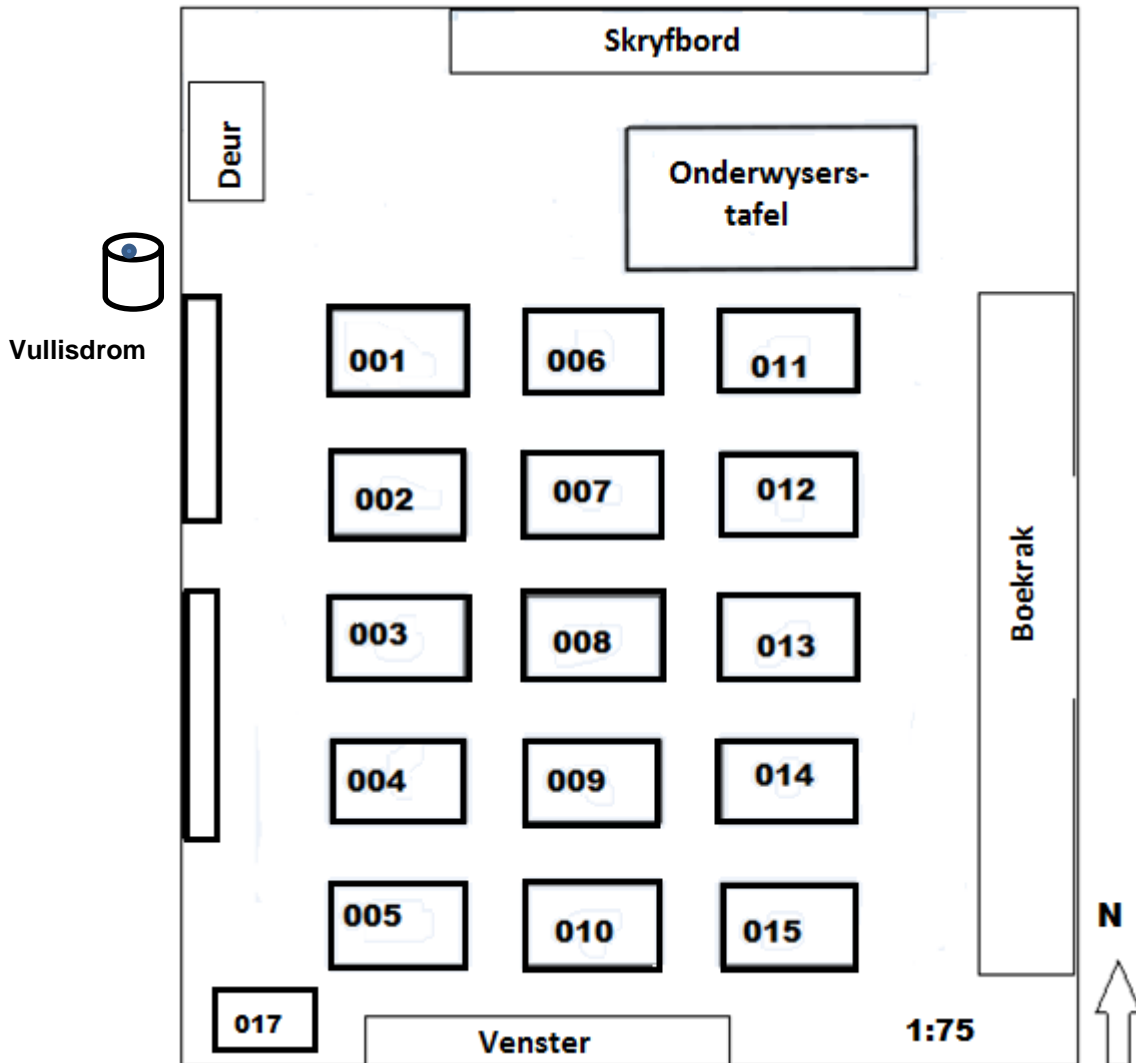 Skryfbord
Deur
Onderwysers-
tafel
Vullisdrom
001 006 011
002 007 012
003 008 013
Boekrak
004 009 014
005 010 015
N
017
Venster
1:75